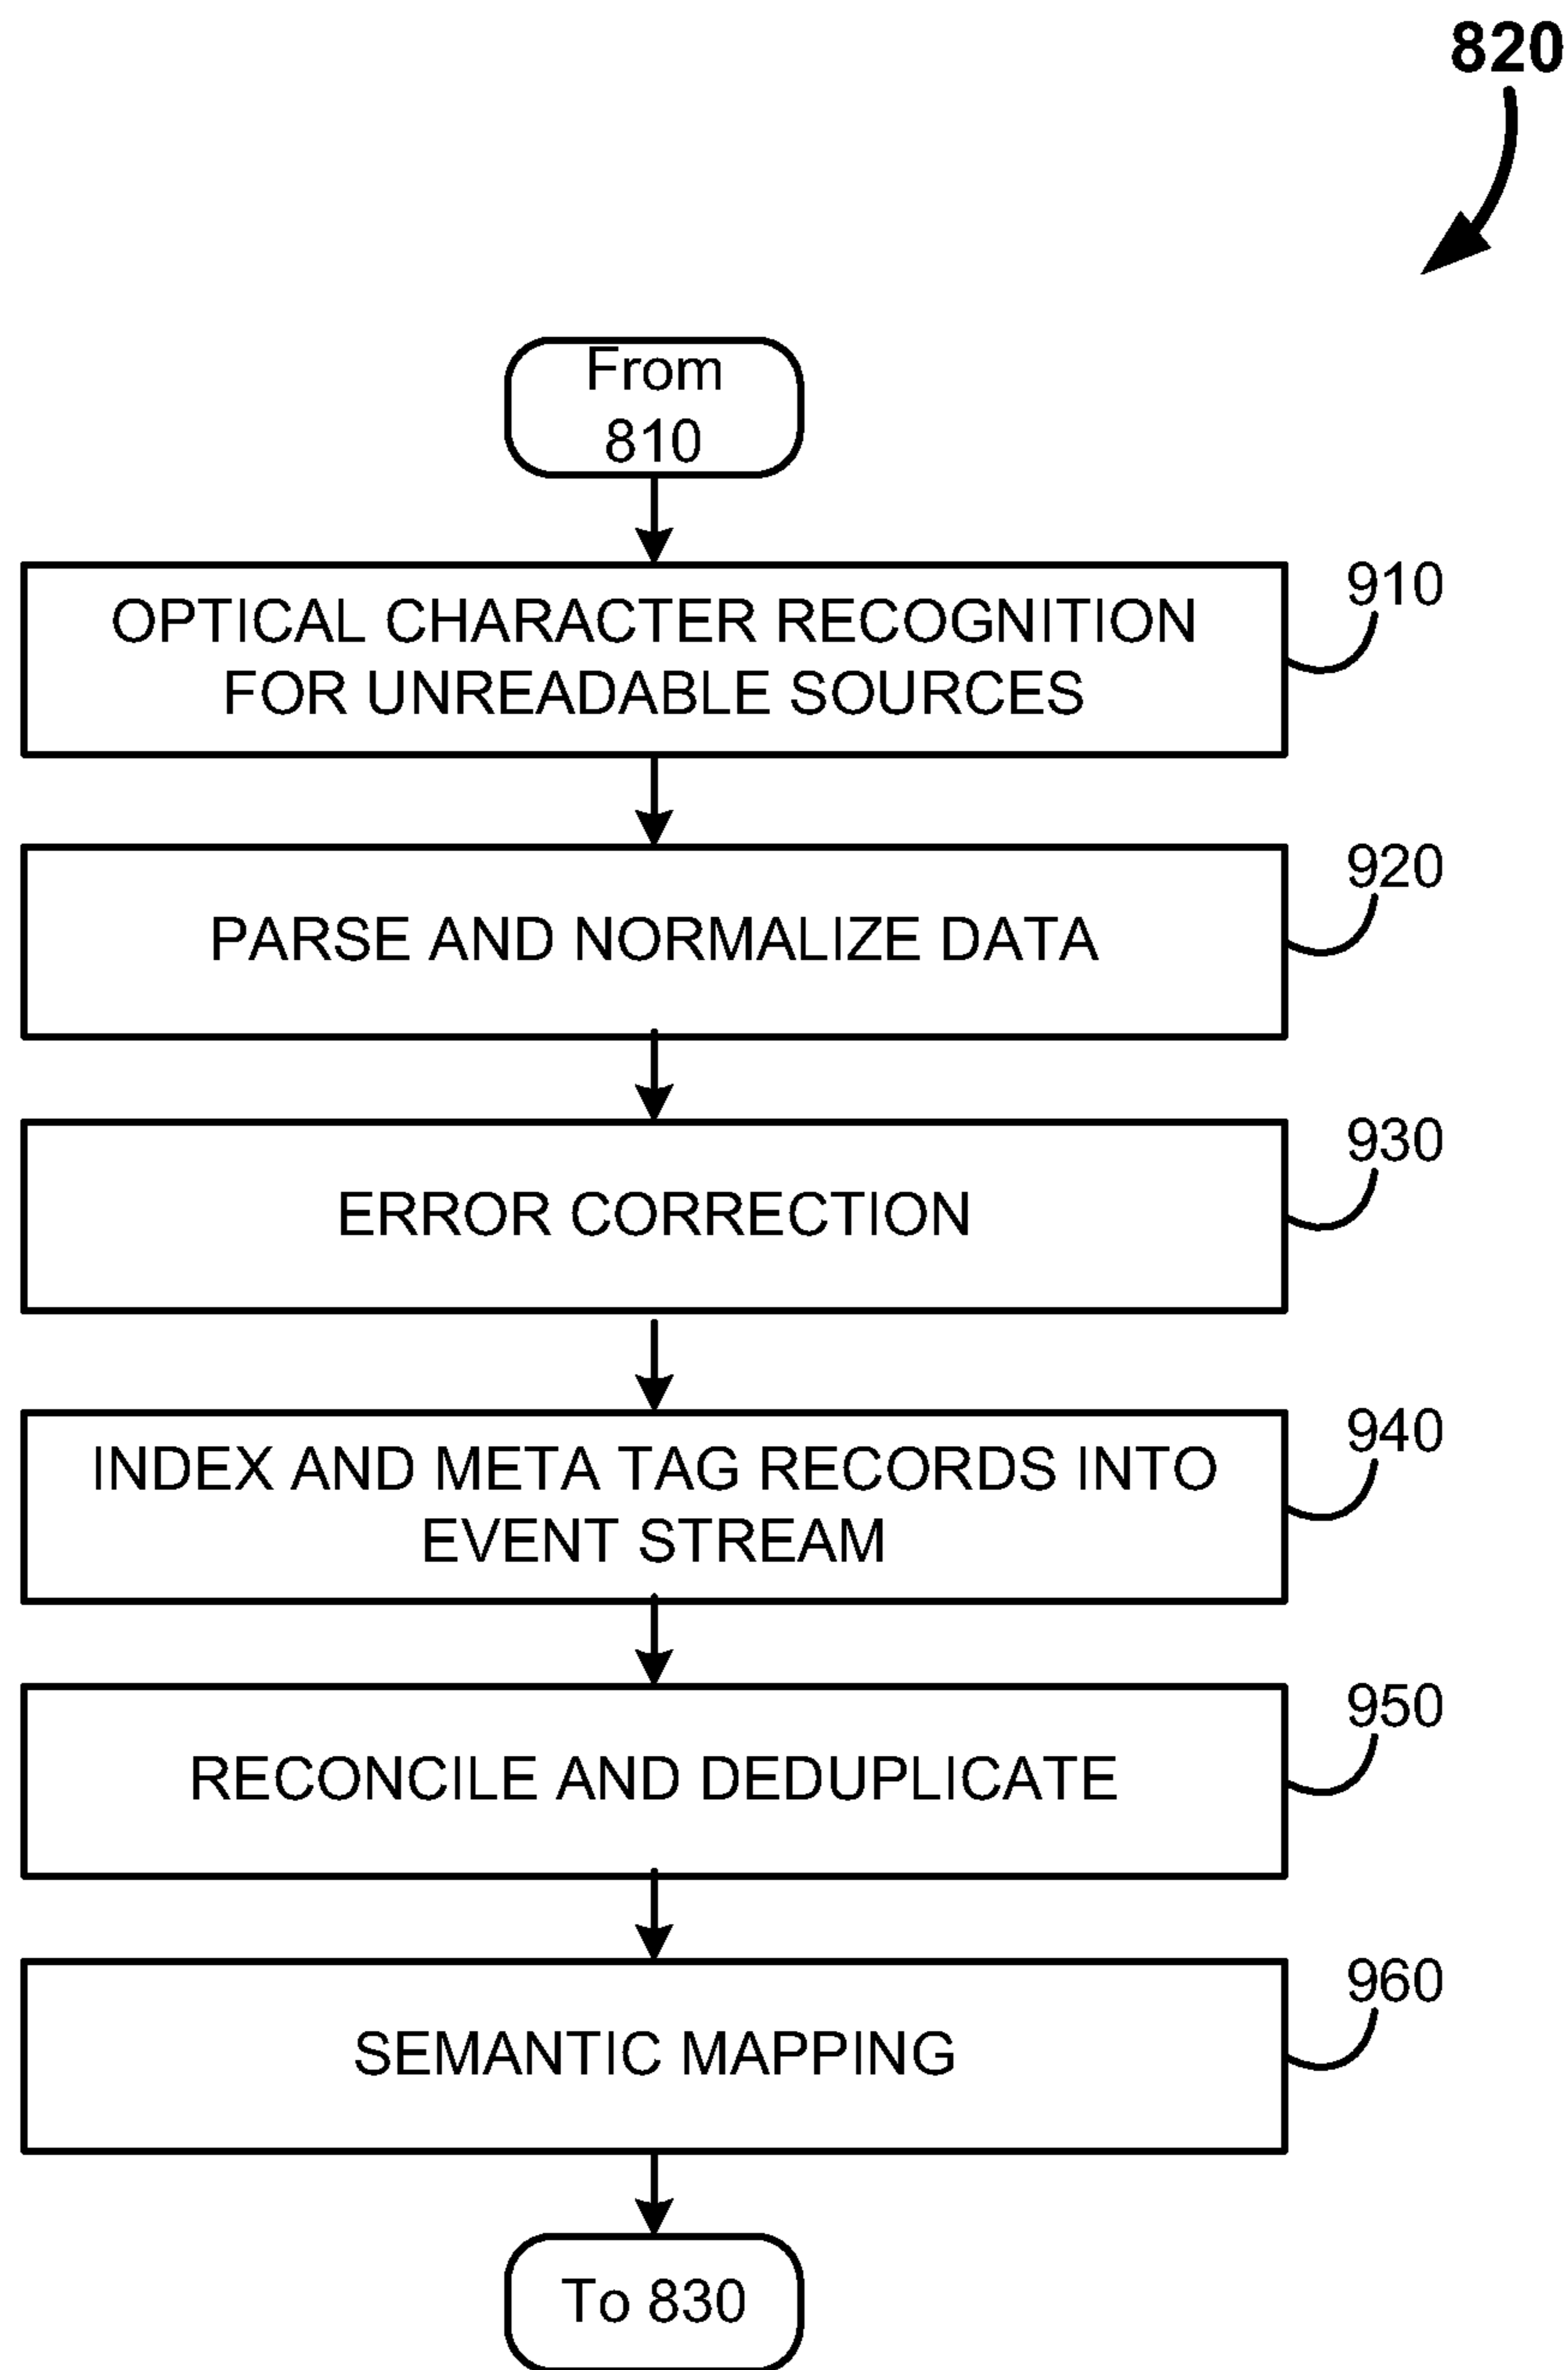 820
From
810
OPTICAL CHARACTER RECOGNITION
FOR UNREADABLE SOURCES
910
PARSE AND NORMALIZE DATA
920
ERROR CORRECTION
930
INDEX AND META TAG RECORDS INTO
EVENT STREAM
940
RECONCILE AND DEDUPLICATE
950
SEMANTIC MAPPING
960
To 830